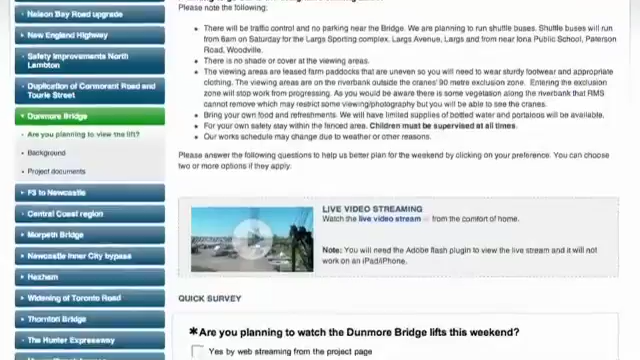 Nelson Bay Road upgrade
New England Highway
Safety Improvements North
Lambton
Duplication of Cormorant Road and
Tourle Street
Dunmore Bridge
Are you planning to view the lift?
Background
Project documents
F3 to Newcastle
Central Coast region
Morpeth Bridge
Newcastle Inner City bypass
Hexham
Widening of Toronto Road
Thornton Bridge
The Hunter Expressway
Please note the following:
There will be traffic control and no parking near the Bridge. We are planning to run shuttle buses. Shuttle buses will run
from 6am on Saturday for the Largs Sporting complex, Largs Avenue, Largs and from near Iona Public School, Paterson
Road, Woodville.
There is no shade or cover at the viewing areas.
The viewing areas are leased farm paddocks that are uneven so you will need to wear sturdy footwear and appropriate
clothing. The viewing areas are on the riverbank outside the cranes' 90 metre exclusion zone. Entering the exclusion
zone will stop work from progressing. As you would be aware there is some vegetation along the riverbank that RMS
cannot remove which may restrict some viewing/photography but you will be able to see the cranes.
Bring your own food and refreshments. We will have limited supplies of bottled water and portaloos will be available.
For your own safety stay within the fenced area. Children must be supervised at all times.
Our works schedule may change due to weather or other reasons.
Please answer the following questions to help us better plan for the weekend by clicking on your preference. You can choose
two or more options if they apply.
LIVE VIDEO STREAMING
Watch the live video stream from the comfort of home.
Note: You will need the Adobe flash plugin to view the live stream and it will not
work on an iPad/iPhone.
QUICK SURVEY
*Are you planning to watch the Dunmore Bridge lifts this weekend?
Yes by web streaming from the project page